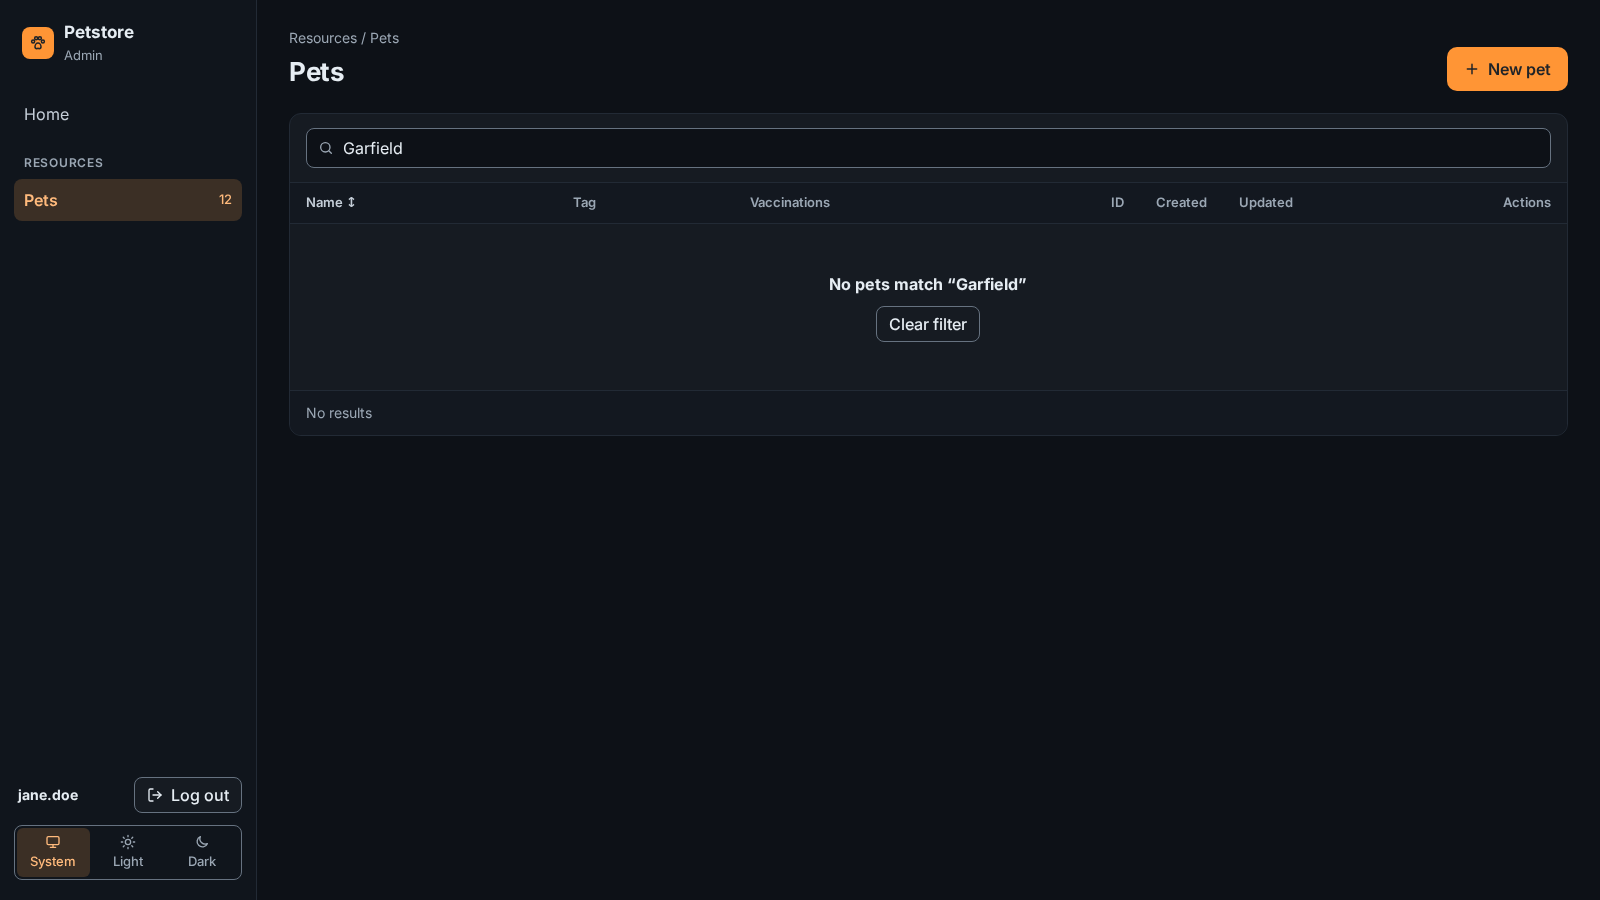 Petstore
Admin
Home
RESOURCES
Pets 12
jane.doe
Log out
System Light Dark
Resources / Pets
Pets
New pet
Garfield
Name Tag Vaccinations ID Created Updated Actions
No pets match “Garfield”
Clear filter
No results